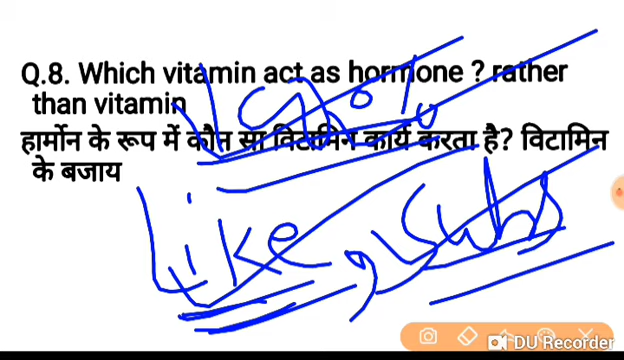 Q.8. Which vitamin act as hormone ? rather
than vitamin
हार्मोन के रूप में कौन सा विटामिन कार्य करता है? विटामिन
के बजाय
Like, Subs
DU Recorder